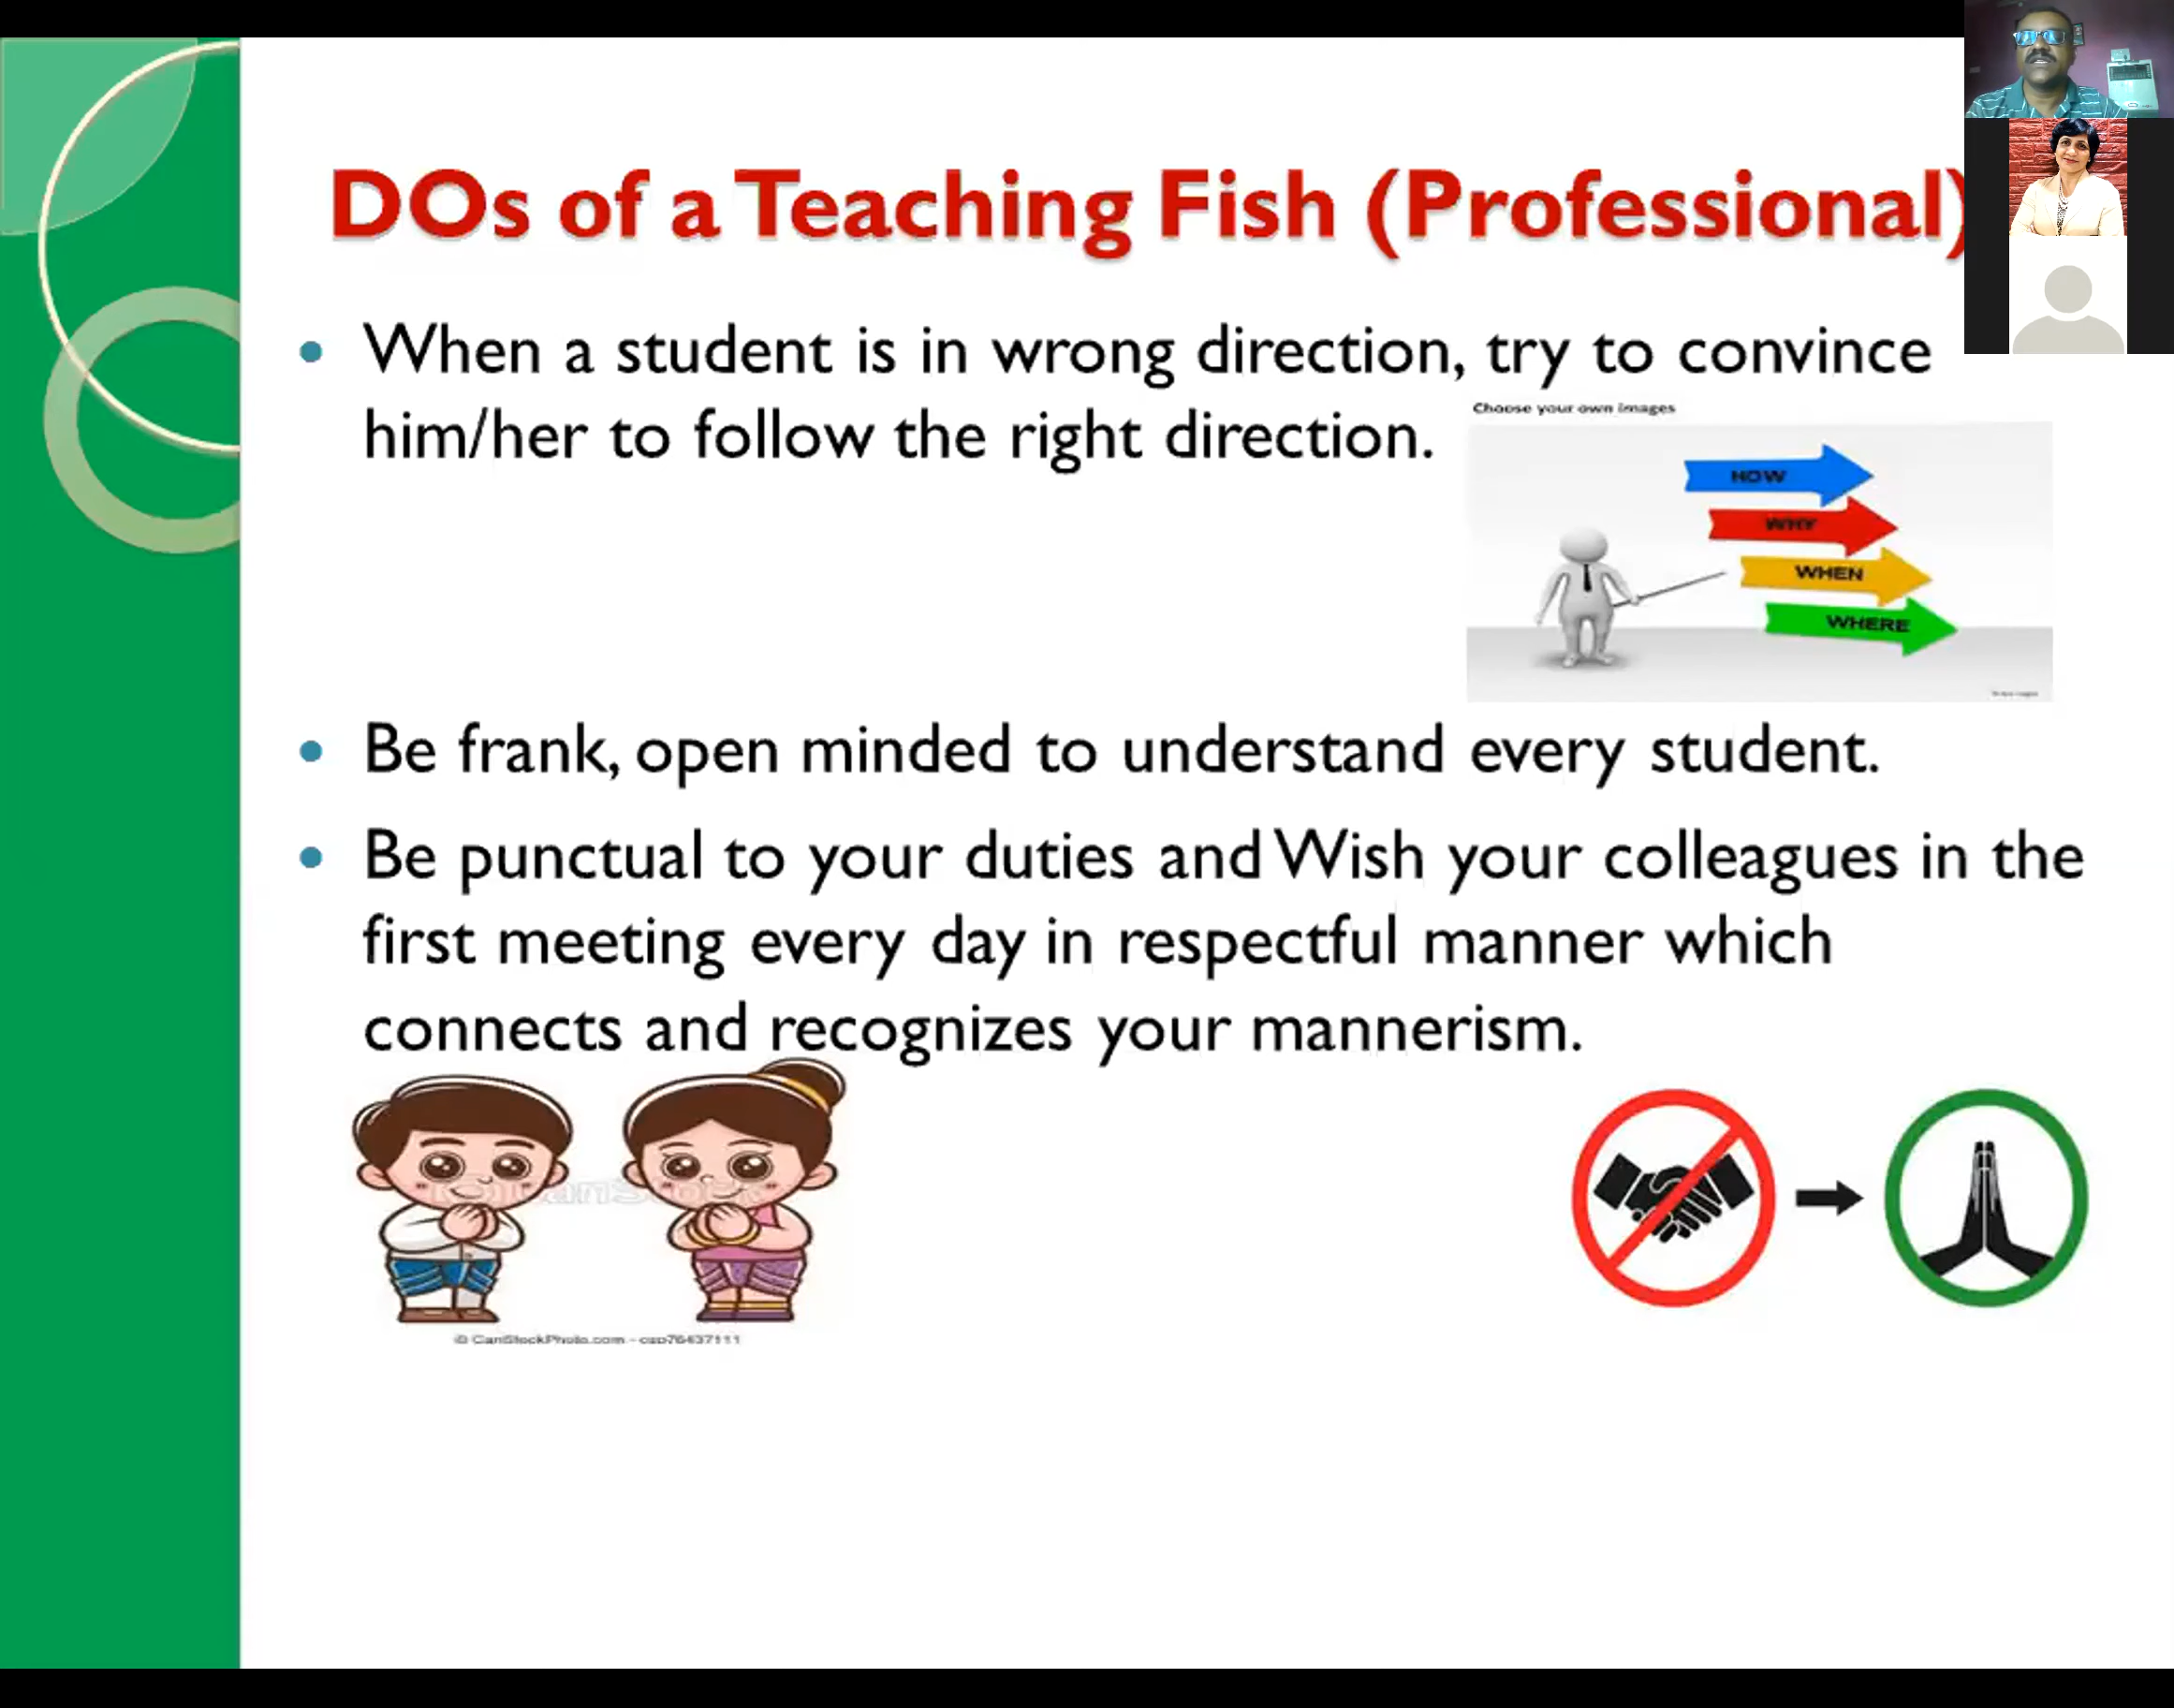 DOs of a Teaching Fish (Professional)
When a student is in wrong direction, try to convince
him/her to follow the right direction.
Choose your own images
HOW
WHY
WHEN
WHERE
Be frank, open minded to understand every student.
Be punctual to your duties and Wish your colleagues in the
first meeting every day in respectful manner which
connects and recognizes your mannerism.
© CanStockPhoto.com - csp76437111